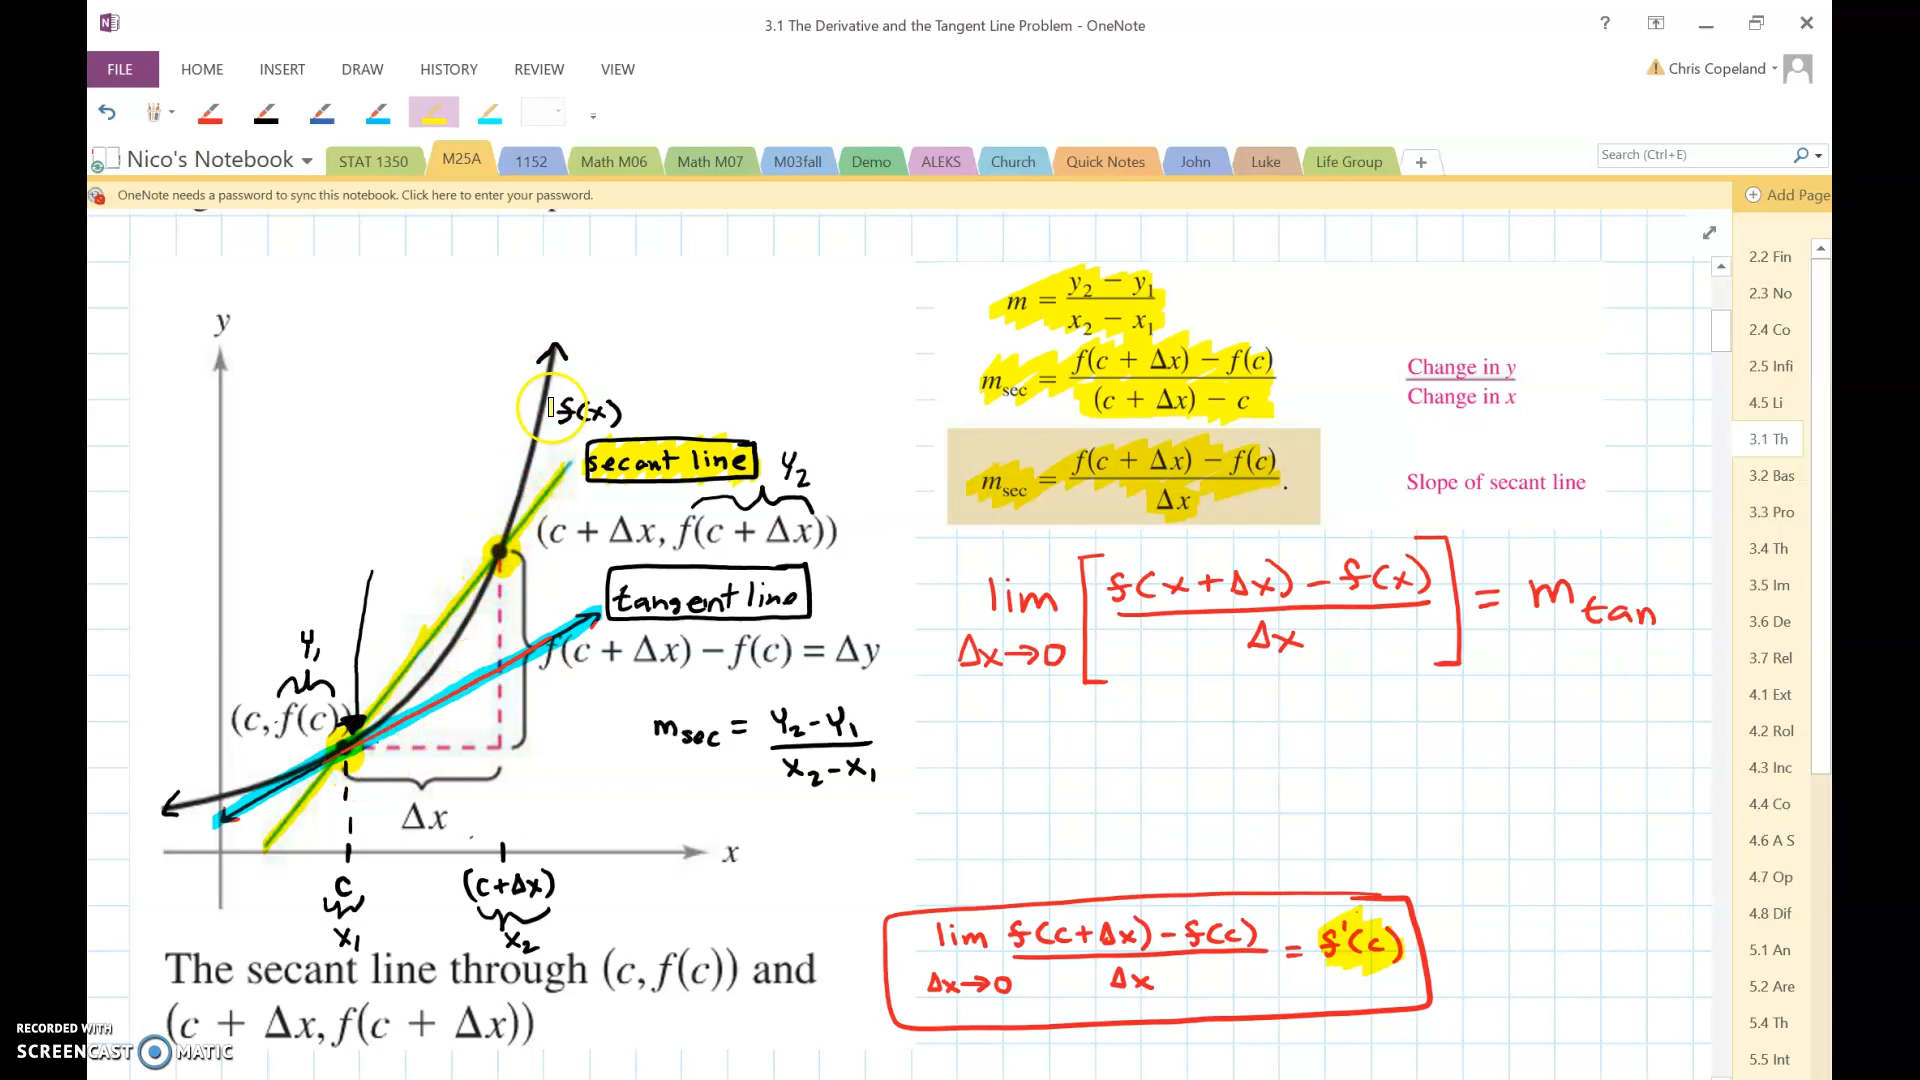 3.1 The Derivative and the Tangent Line Problem - OneNote
?
FILE HOME INSERT DRAW HISTORY REVIEW VIEW
Chris Copeland
Nico's Notebook
STAT 1350 M25A 1152 Math M06 Math M07 M03fall Demo ALEKS Church Quick Notes John Luke Life Group +
Search (Ctrl+E)
OneNote needs a password to sync this notebook. Click here to enter your password.
Add Page
2.2 Fin
2.3 No
2.4 Co
2.5 Infi
4.5 Li
3.1 Th
3.2 Bas
3.3 Pro
3.4 Th
3.5 Im
3.6 De
3.7 Rel
4.1 Ext
4.2 Rol
4.3 Inc
4.4 Co
4.6 A S
4.7 Op
4.8 Dif
5.1 An
5.2 Are
5.4 Th
5.5 Int
y
f(x)
secant line
y₂
(c + Δx, f(c + Δx))
tangent line
f(c + Δx) − f(c) = Δy
y₁
(c, f(c))
m sec = y₂ − y₁
x₂ − x₁
Δx
x
c
(c+Δx)
x₁
x₂
The secant line through (c, f(c)) and
(c + Δx, f(c + Δx))
m = y₂ − y₁
x₂ − x₁
m sec = f(c + Δx) − f(c)
(c + Δx) − c
Change in y
Change in x
m sec = f(c + Δx) − f(c)
Δx .
Slope of secant line
lim [ f(x+Δx) − f(x) ] = m tan
Δx→0 Δx
lim f(c+Δx) − f(c) = f'(c)
Δx→0 Δx
RECORDED WITH
SCREENCAST MATIC